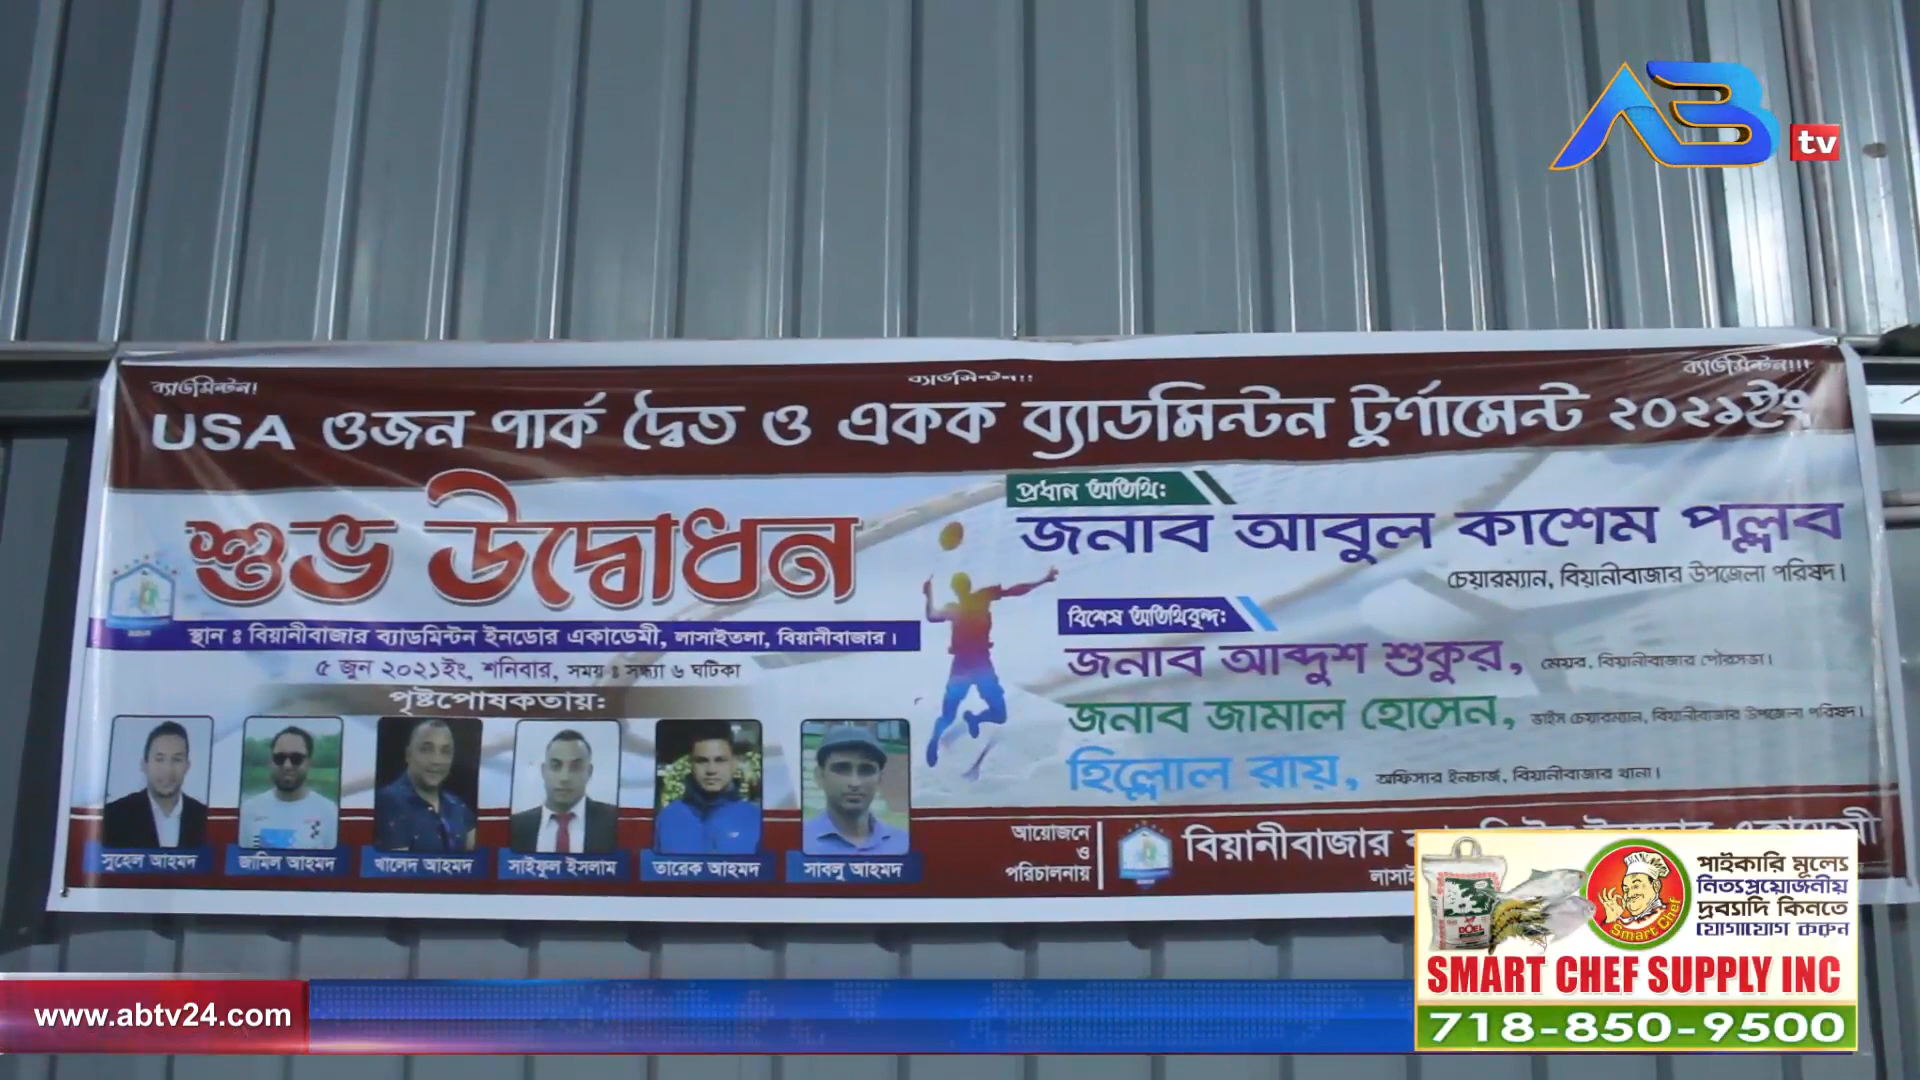 AB tv
ব্যাডমিন্টন!
ব্যাডমিন্টন!!
ব্যাডমিন্টন!!!
USA ওজন পার্ক দ্বৈত ও একক ব্যাডমিন্টন টুর্ণামেন্ট ২০২১ইং
শুভ উদ্বোধন
স্থান ঃ বিয়ানীবাজার ব্যাডমিন্টন ইনডোর একাডেমী, লাসাইতলা, বিয়ানীবাজার।
৫ জুন ২০২১ইং, শনিবার, সময় ঃ সন্ধ্যা ৬ ঘটিকা
পৃষ্টপোষকতায়:
সুহেল আহমদ
জামিল আহমদ
খালেদ আহমদ
সাইফুল ইসলাম
তারেক আহমদ
সাবলু আহমদ
প্রধান অতিথি:
জনাব আবুল কাশেম পল্লব
চেয়ারম্যান, বিয়ানীবাজার উপজেলা পরিষদ।
বিশেষ অতিথিবৃন্দ:
জনাব আব্দুশ শুকুর, মেয়র, বিয়ানীবাজার পৌরসভা।
জনাব জামাল হোসেন, ভাইস চেয়ারম্যান, বিয়ানীবাজার উপজেলা পরিষদ।
হিল্লোল রায়, অফিসার ইনচার্জ, বিয়ানীবাজার থানা।
আয়োজনে
ও
পরিচালনায়
বিয়ানীবাজার
পাইকারি মূল্যে
নিত্যপ্রয়োজনীয়
দ্রব্যাদি কিনতে
যোগাযোগ করুন
DOEL
Smart Chef
SMART CHEF SUPPLY INC
718-850-9500
www.abtv24.com